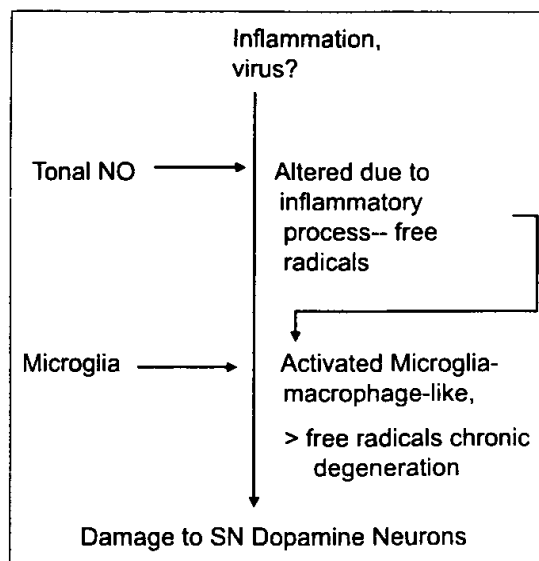 Inflammation,
virus?
Tonal NO
Altered due to
inflammatory
process-- free
radicals
Microglia
Activated Microglia-
macrophage-like,
> free radicals chronic
degeneration
Damage to SN Dopamine Neurons